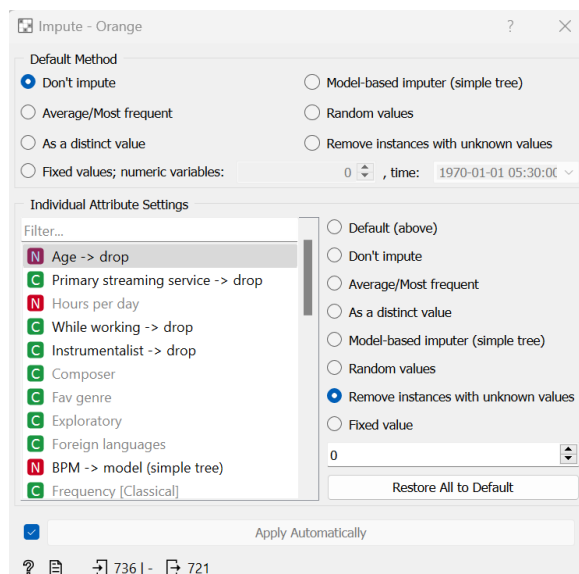 Impute - Orange
Default Method
Don't impute
Model-based imputer (simple tree)
Average/Most frequent
Random values
As a distinct value
Remove instances with unknown values
Fixed values; numeric variables: 0 , time: 1970-01-01 05:30:00
Individual Attribute Settings
Filter...
N Age -> drop
C Primary streaming service -> drop
N Hours per day
C While working -> drop
C Instrumentalist -> drop
C Composer
C Fav genre
C Exploratory
C Foreign languages
N BPM -> model (simple tree)
C Frequency [Classical]
Default (above)
Don't impute
Average/Most frequent
As a distinct value
Model-based imputer (simple tree)
Random values
Remove instances with unknown values
Fixed value
0
Restore All to Default
Apply Automatically
? 736 | - 721